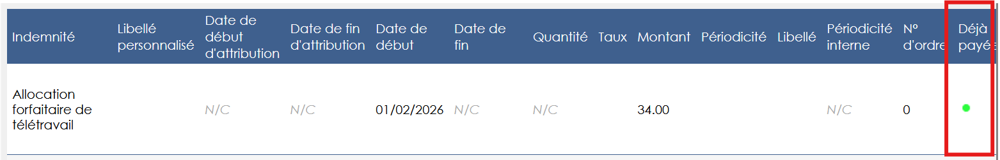 Indemnité
Libellé
personnalisé
Date de
début
d'attribution
Date de fin
d'attribution
Date de
début
Date de
fin
Quantité
Taux
Montant
Périodicité
Libellé
Périodicité
interne
N°
d'ordre
Déjà
payée
Allocation
forfaitaire de
télétravail
N/C
N/C
01/02/2026
N/C
N/C
34.00
N/C
0